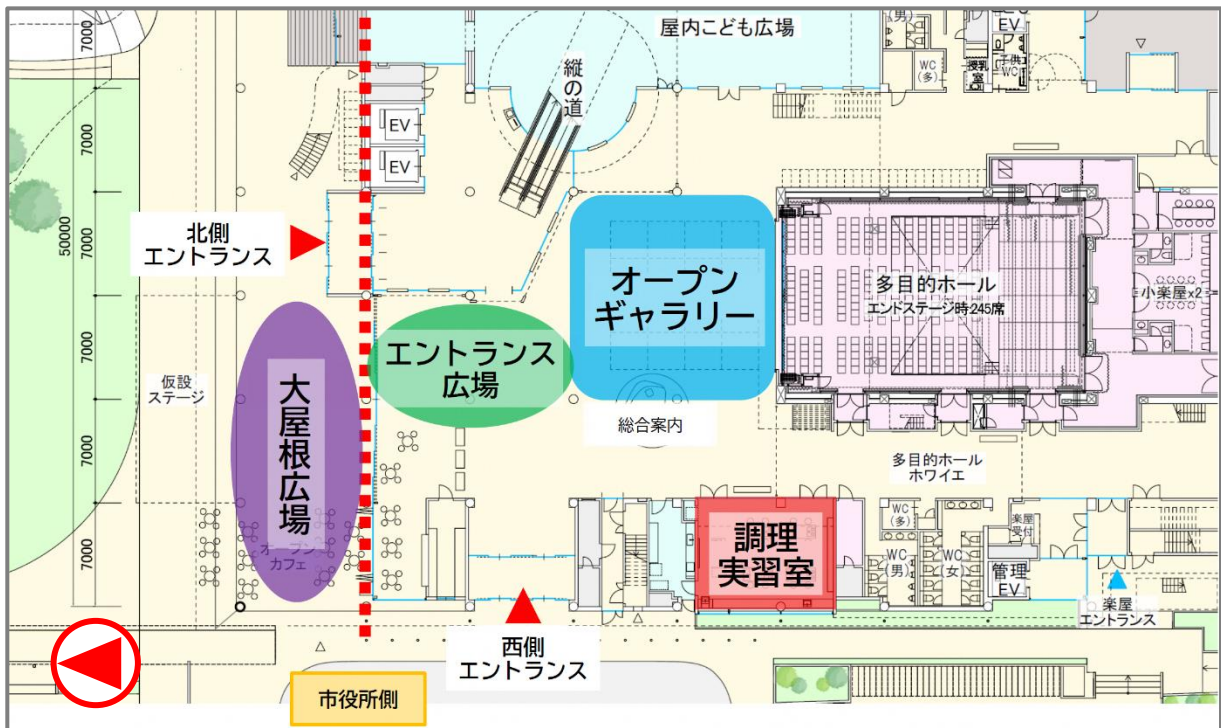 7000
7000
7000
7000
7000
7000
50000
屋内こども広場
縦の道
(男)
WC
(多)
EV
授乳
室
子供
WC
EV
EV
北側
エントランス
オープン
ギャラリー
多目的ホール
エンドステージ時:245席
小楽屋x2
エントランス
広場
大屋根広場
仮設
ステージ
総合案内
多目的ホール
ホワイエ
オープン
カフェ
調理
実習室
WC
(多)
WC
(男)
WC
(女)
楽屋
受付
管理
EV
楽屋
エントランス
西側
エントランス
市役所側